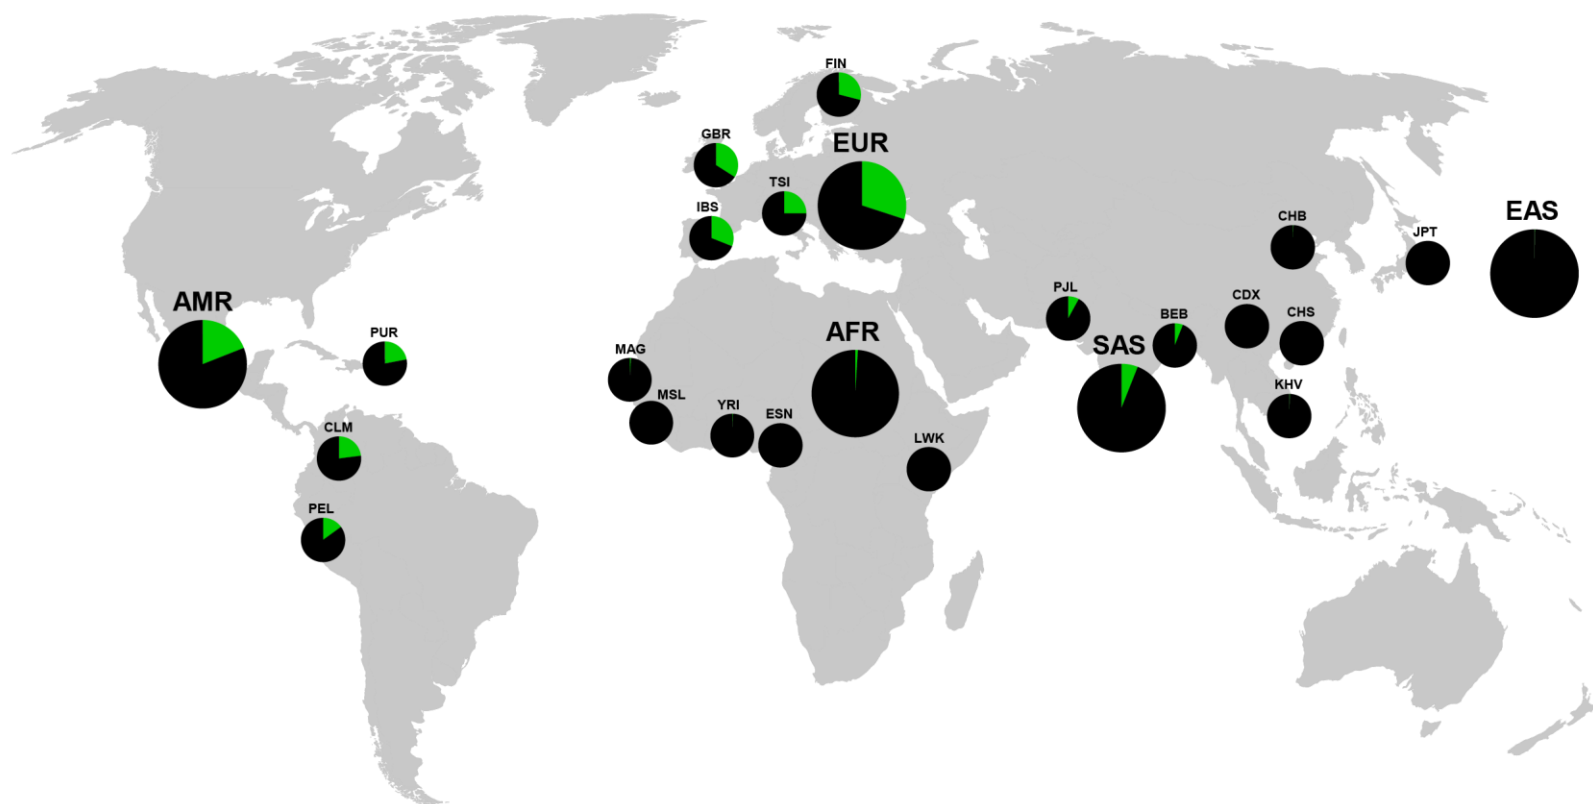 FIN
GBR
EUR
TSI
IBS
CHB
JPT
EAS
PJL
CDX
CHS
BEB
AMR
PUR
AFR
SAS
MAG
MSL
YRI
ESN
KHV
CLM
LWK
PEL